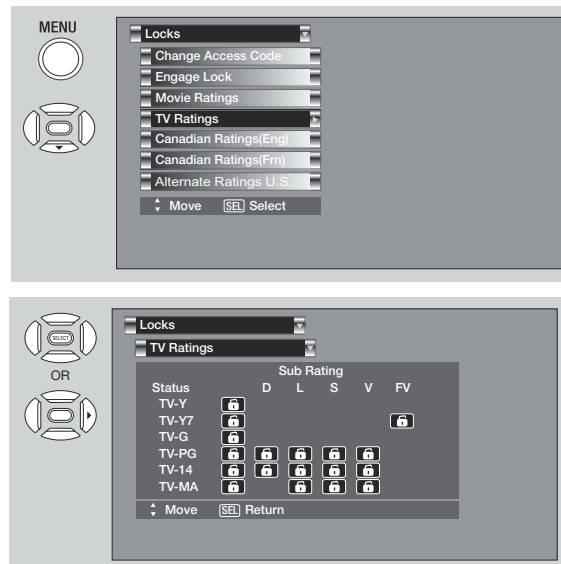 MENU
Locks
Change Access Code
Engage Lock
Movie Ratings
TV Ratings
Canadian Ratings(Eng)
Canadian Ratings(Frn)
Alternate Ratings U.S.
Move SEL Select
SELECT
OR
Locks
TV Ratings
Sub Rating
Status D L S V FV
TV-Y
TV-Y7
TV-G
TV-PG
TV-14
TV-MA
Move SEL Return